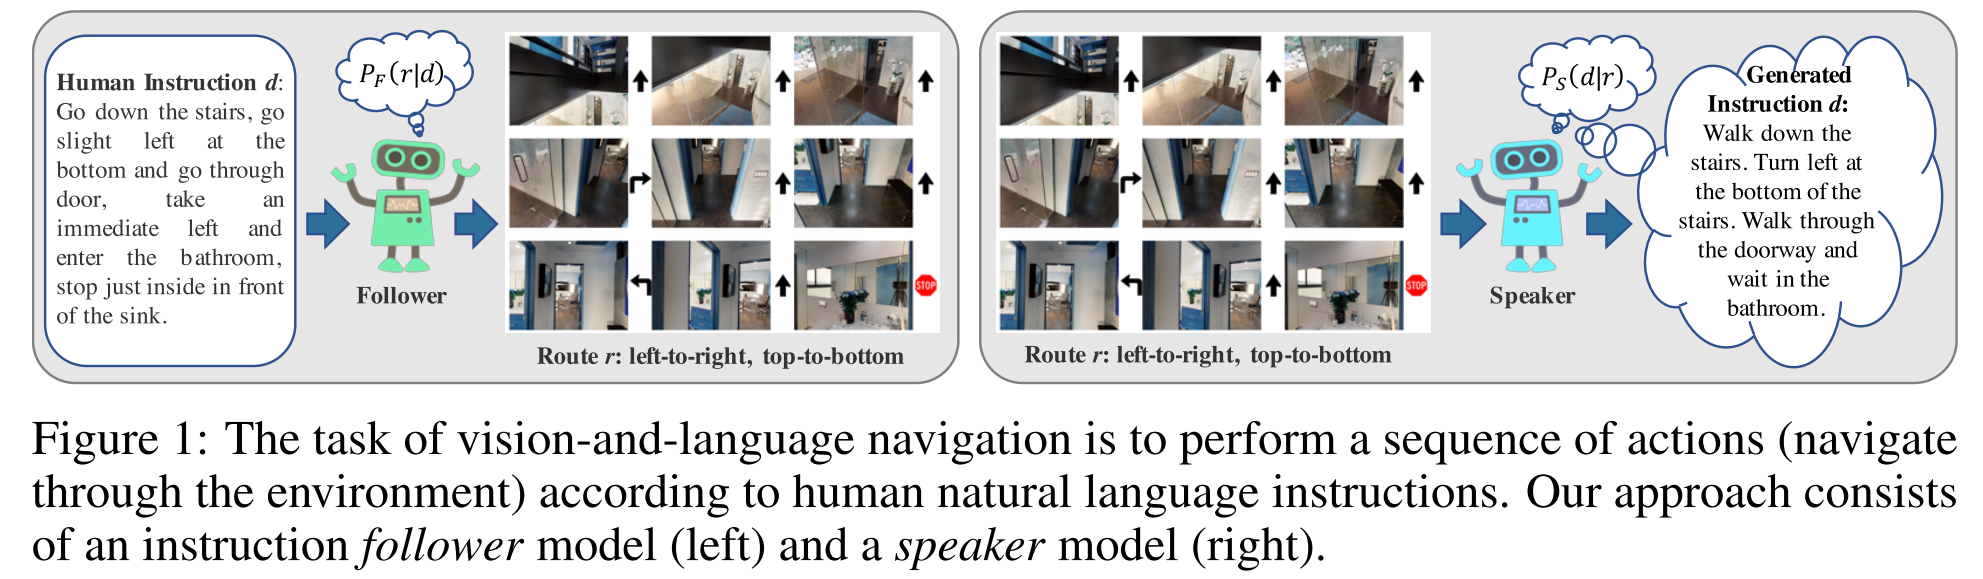 Human Instruction d:
Go down the stairs, go
slight left at the
bottom and go through
door, take an
immediate left and
enter the bathroom,
stop just inside in front
of the sink.
P_F(r|d)
Follower
STOP
Route r: left-to-right, top-to-bottom
STOP
Route r: left-to-right, top-to-bottom
P_S(d|r)
Speaker
Generated
Instruction d:
Walk down the
stairs. Turn left at
the bottom of the
stairs. Walk through
the doorway and
wait in the
bathroom.
Figure 1: The task of vision-and-language navigation is to perform a sequence of actions (navigate
through the environment) according to human natural language instructions. Our approach consists
of an instruction follower model (left) and a speaker model (right).